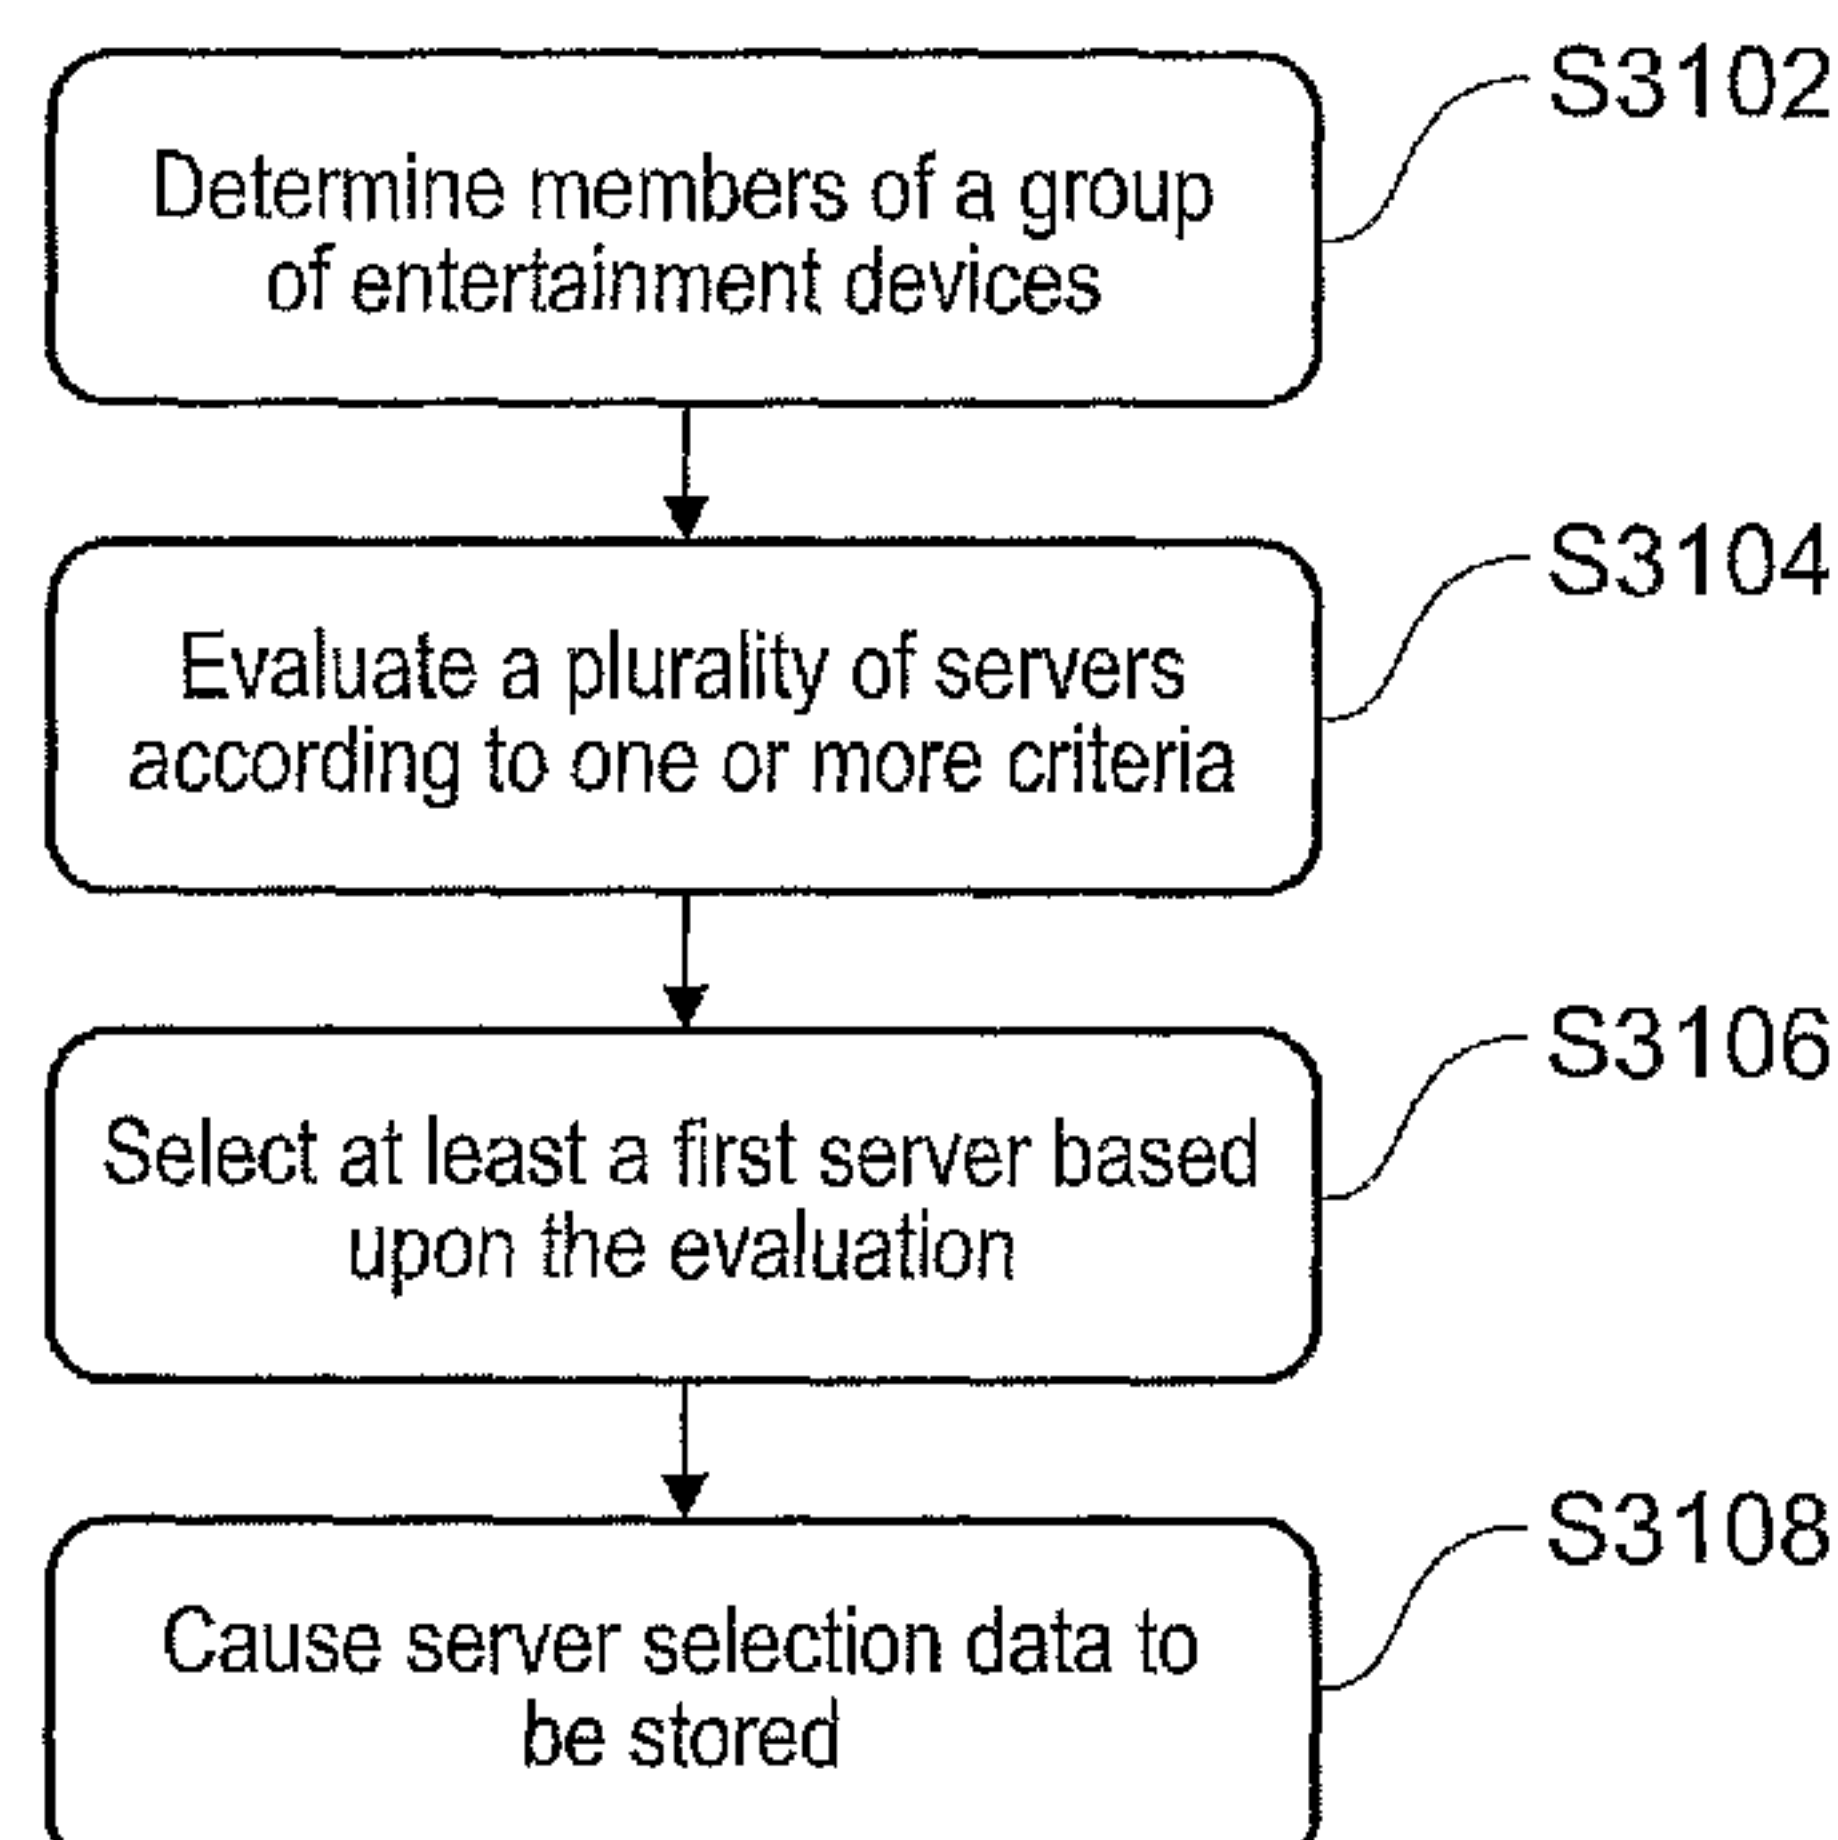 S3102
Determine members of a group
of entertainment devices
S3104
Evaluate a plurality of servers
according to one or more criteria
S3106
Select at least a first server based
upon the evaluation
S3108
Cause server selection data to
be stored